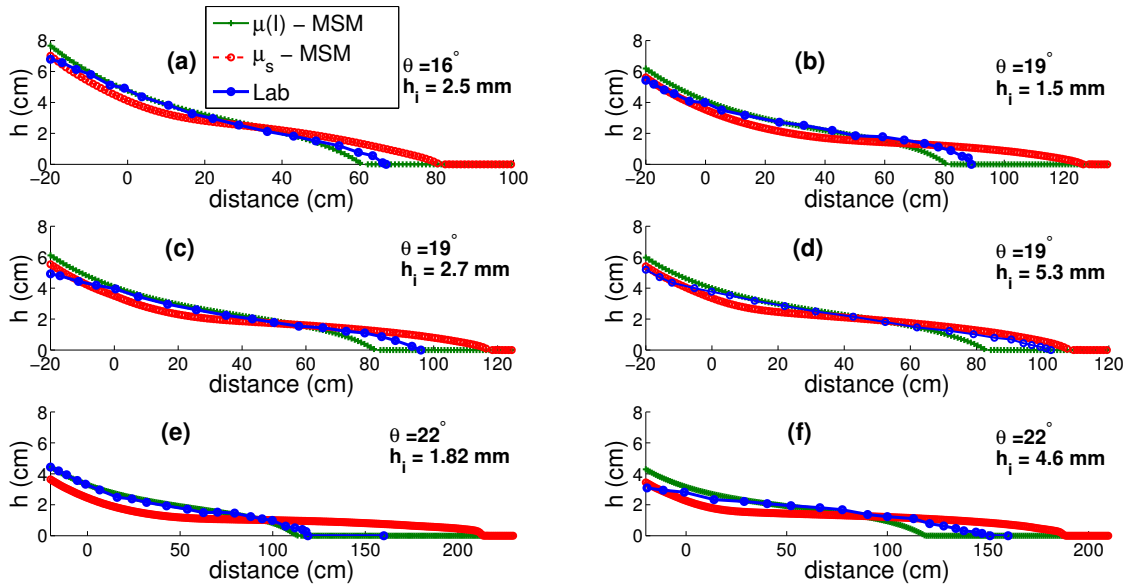 μ(I) − MSM
μs − MSM
Lab
(a)
θ =16°
hi = 2.5 mm
h (cm)
8
6
4
2
0
−20 0 20 40 60 80 100
distance (cm)
(b)
θ =19°
hi = 1.5 mm
h (cm)
8
6
4
2
0
−20 0 20 40 60 80 100 120
distance (cm)
(c)
θ =19°
hi = 2.7 mm
h (cm)
8
6
4
2
0
−20 0 20 40 60 80 100 120
distance (cm)
(d)
θ =19°
hi = 5.3 mm
h (cm)
8
6
4
2
0
−20 0 20 40 60 80 100 120
distance (cm)
(e)
θ =22°
hi = 1.82 mm
h (cm)
8
6
4
2
0
0 50 100 150 200
distance (cm)
(f)
θ =22°
hi = 4.6 mm
h (cm)
8
6
4
2
0
0 50 100 150 200
distance (cm)